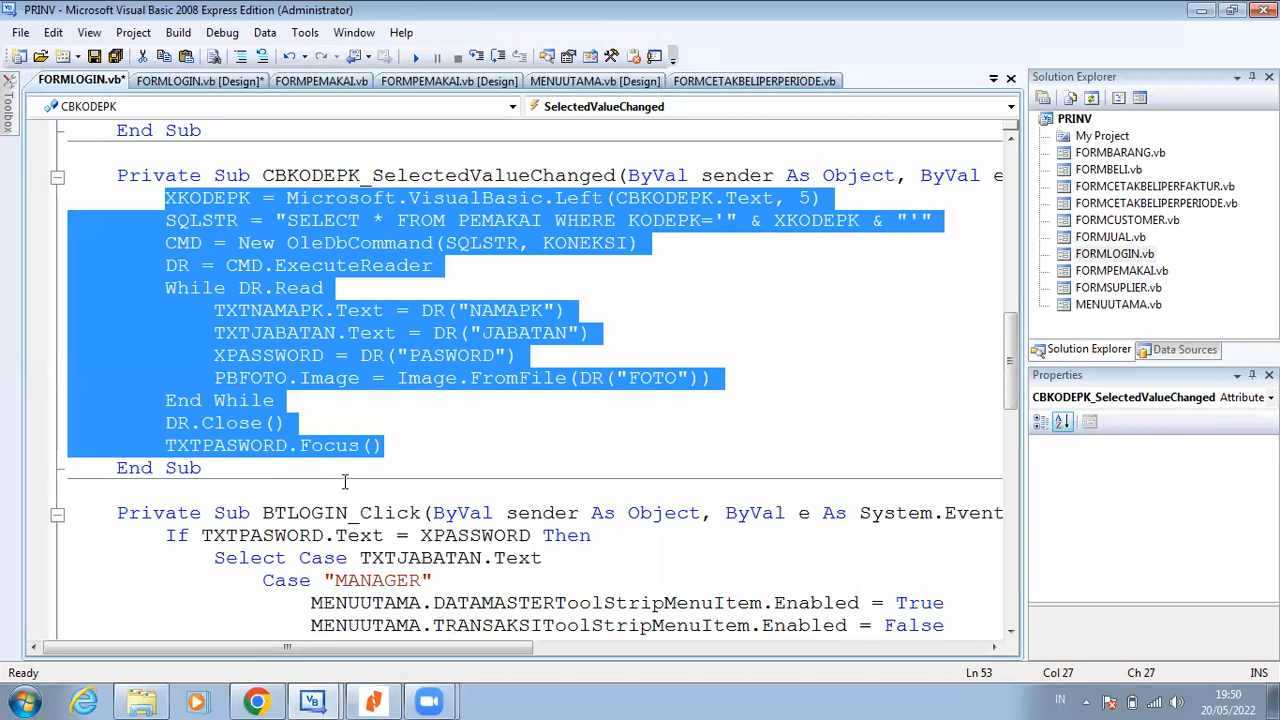 PRINV - Microsoft Visual Basic 2008 Express Edition (Administrator)
File Edit View Project Build Debug Data Tools Window Help
FORMLOGIN.vb* FORMLOGIN.vb [Design]* FORMPEMAKAI.vb FORMPEMAKAI.vb [Design] MENUUTAMA.vb [Design] FORMCETAKBELIPERPERIODE.vb
Toolbox
CBKODEPK SelectedValueChanged
End Sub
Private Sub CBKODEPK_SelectedValueChanged(ByVal sender As Object, ByVal e
XKODEPK = Microsoft.VisualBasic.Left(CBKODEPK.Text, 5)
SQLSTR = "SELECT * FROM PEMAKAI WHERE KODEPK='" & XKODEPK & "'"
CMD = New OleDbCommand(SQLSTR, KONEKSI)
DR = CMD.ExecuteReader
While DR.Read
TXTNAMAPK.Text = DR("NAMAPK")
TXTJABATAN.Text = DR("JABATAN")
XPASSWORD = DR("PASWORD")
PBFOTO.Image = Image.FromFile(DR("FOTO"))
End While
DR.Close()
TXTPASWORD.Focus()
End Sub
Private Sub BTLOGIN_Click(ByVal sender As Object, ByVal e As System.Event
If TXTPASWORD.Text = XPASSWORD Then
Select Case TXTJABATAN.Text
Case "MANAGER"
MENUUTAMA.DATAMASTERToolStripMenuItem.Enabled = True
MENUUTAMA.TRANSAKSIToolStripMenuItem.Enabled = False
Solution Explorer
PRINV
My Project
FORMBARANG.vb
FORMBELI.vb
FORMCETAKBELIPERFAKTUR.vb
FORMCETAKBELIPERPERIODE.vb
FORMCUSTOMER.vb
FORMJUAL.vb
FORMLOGIN.vb
FORMPEMAKAI.vb
FORMSUPLIER.vb
MENUUTAMA.vb
Solution Explorer Data Sources
Properties
CBKODEPK_SelectedValueChanged Attribute
Ready Ln 53 Col 27 Ch 27 INS
IN 19:50
20/05/2022